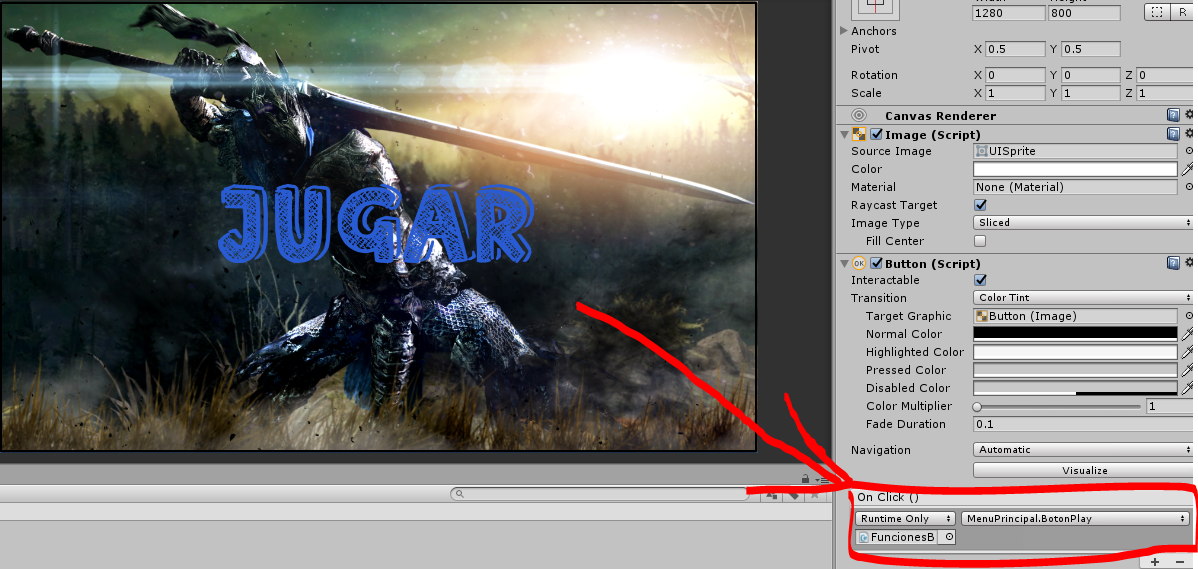 JUGAR
Width Height
1280 800 R
Anchors
Pivot X 0.5 Y 0.5
Rotation X 0 Y 0 Z 0
Scale X 1 Y 1 Z 1
Canvas Renderer
Image (Script)
Source Image UISprite
Color
Material None (Material)
Raycast Target
Image Type Sliced
Fill Center
OK Button (Script)
Interactable
Transition Color Tint
Target Graphic Button (Image)
Normal Color
Highlighted Color
Pressed Color
Disabled Color
Color Multiplier 1
Fade Duration 0.1
Navigation Automatic
Visualize
On Click ()
Runtime Only MenuPrincipal.BotonPlay
FuncionesB